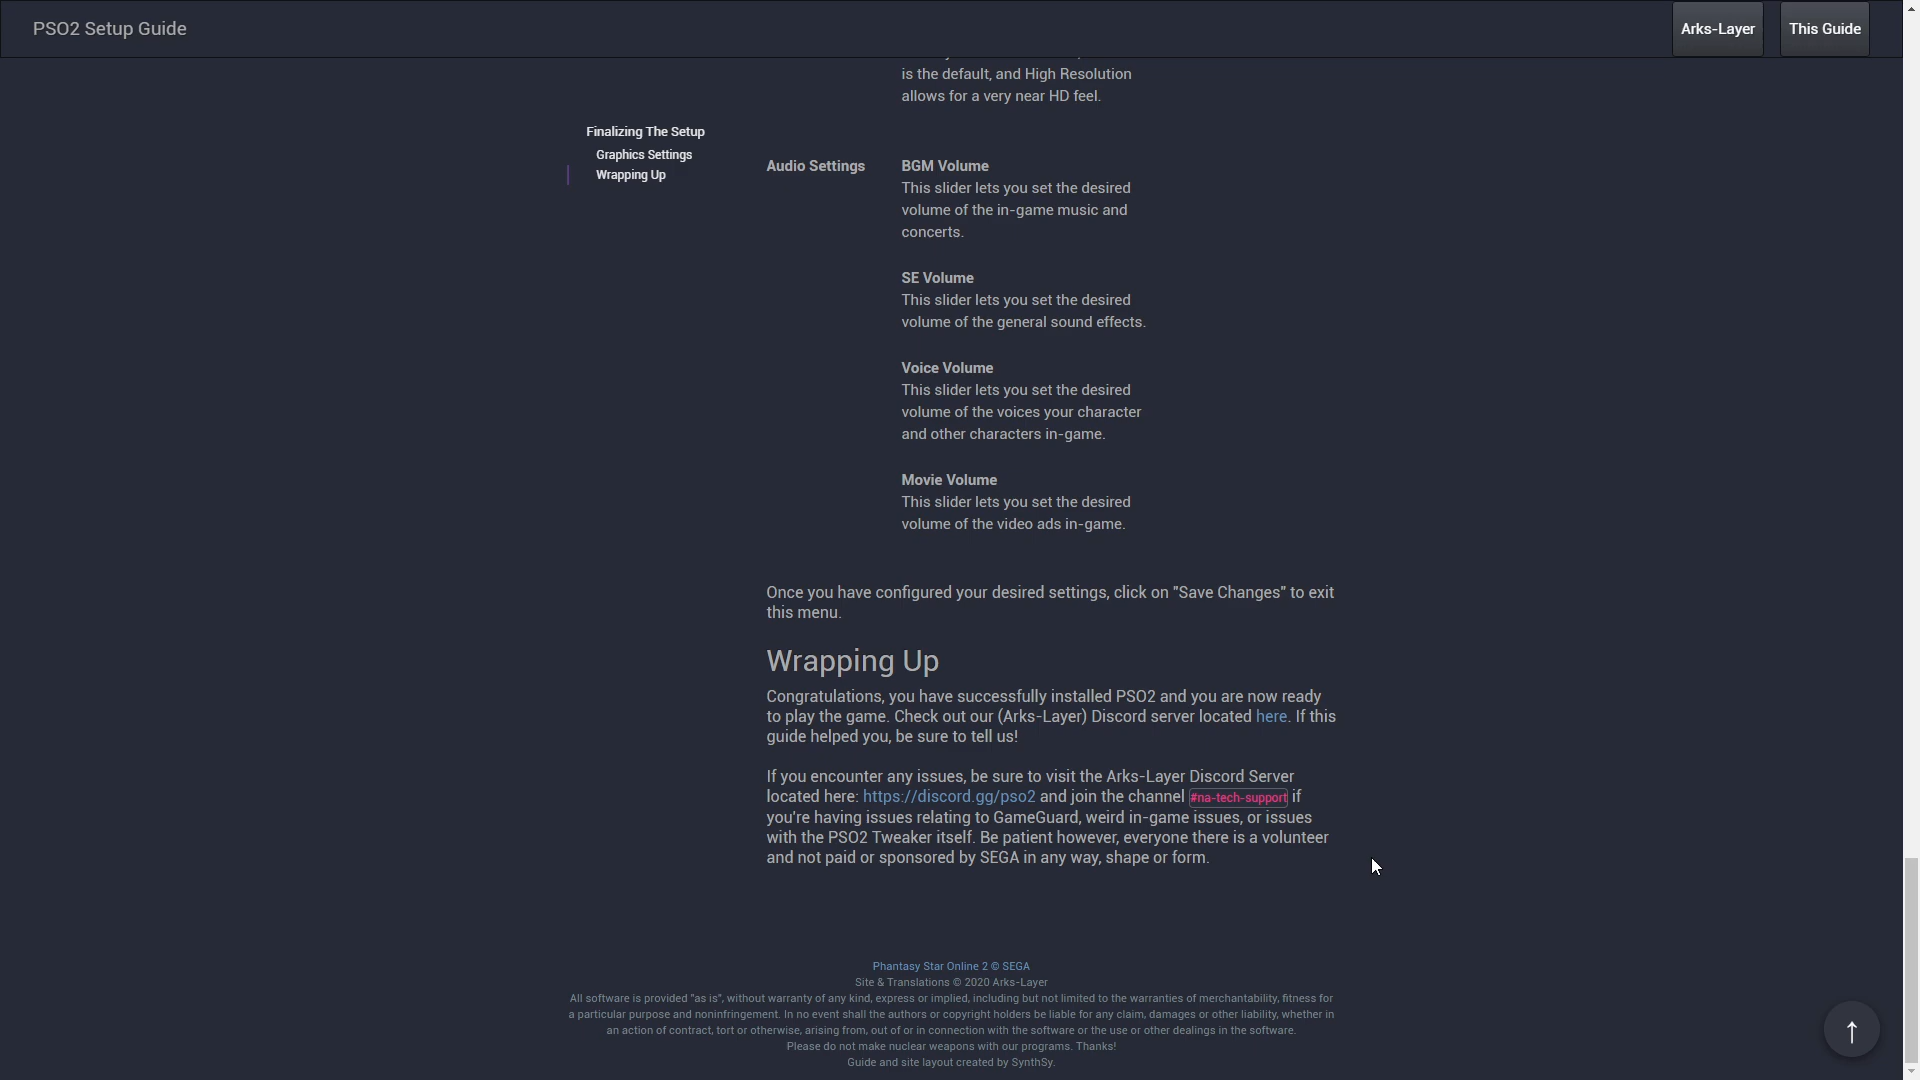 PSO2 Setup Guide
Arks-Layer
This Guide
is the default, and High Resolution
allows for a very near HD feel.
Finalizing The Setup
Graphics Settings
Wrapping Up
Audio Settings
BGM Volume
This slider lets you set the desired
volume of the in-game music and
concerts.
SE Volume
This slider lets you set the desired
volume of the general sound effects.
Voice Volume
This slider lets you set the desired
volume of the voices your character
and other characters in-game.
Movie Volume
This slider lets you set the desired
volume of the video ads in-game.
Once you have configured your desired settings, click on "Save Changes" to exit
this menu.
Wrapping Up
Congratulations, you have successfully installed PSO2 and you are now ready
to play the game. Check out our (Arks-Layer) Discord server located here. If this
guide helped you, be sure to tell us!
If you encounter any issues, be sure to visit the Arks-Layer Discord Server
located here: https://discord.gg/pso2 and join the channel #na-tech-support if
you're having issues relating to GameGuard, weird in-game issues, or issues
with the PSO2 Tweaker itself. Be patient however, everyone there is a volunteer
and not paid or sponsored by SEGA in any way, shape or form.
Phantasy Star Online 2 © SEGA
Site & Translations © 2020 Arks-Layer
All software is provided "as is", without warranty of any kind, express or implied, including but not limited to the warranties of merchantability, fitness for
a particular purpose and noninfringement. In no event shall the authors or copyright holders be liable for any claim, damages or other liability, whether in
an action of contract, tort or otherwise, arising from, out of or in connection with the software or the use or other dealings in the software.
Please do not make nuclear weapons with our programs. Thanks!
Guide and site layout created by SynthSy.